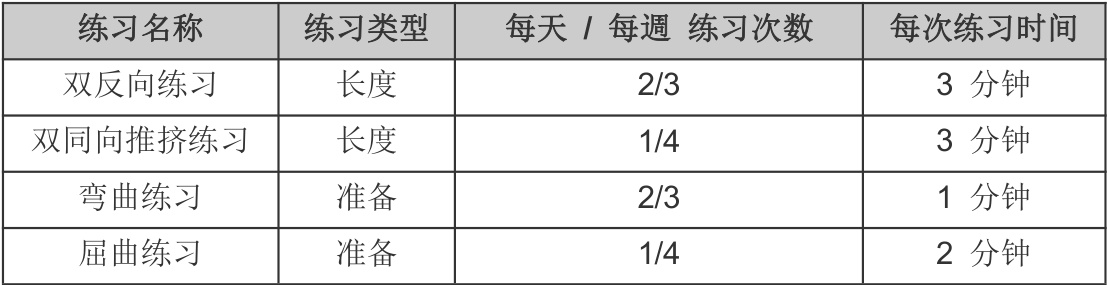 练习名称 练习类型 每天 / 每週 练习次数 每次练习时间
双反向练习 长度 2/3 3 分钟
双同向推挤练习 长度 1/4 3 分钟
弯曲练习 准备 2/3 1 分钟
屈曲练习 准备 1/4 2 分钟